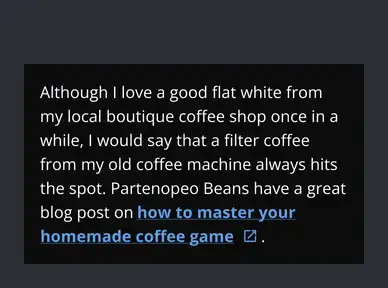 Although I love a good flat white from
my local boutique coffee shop once in a
while, I would say that a filter coffee
from my old coffee machine always hits
the spot. Partenopeo Beans have a great
blog post on how to master your
homemade coffee game .